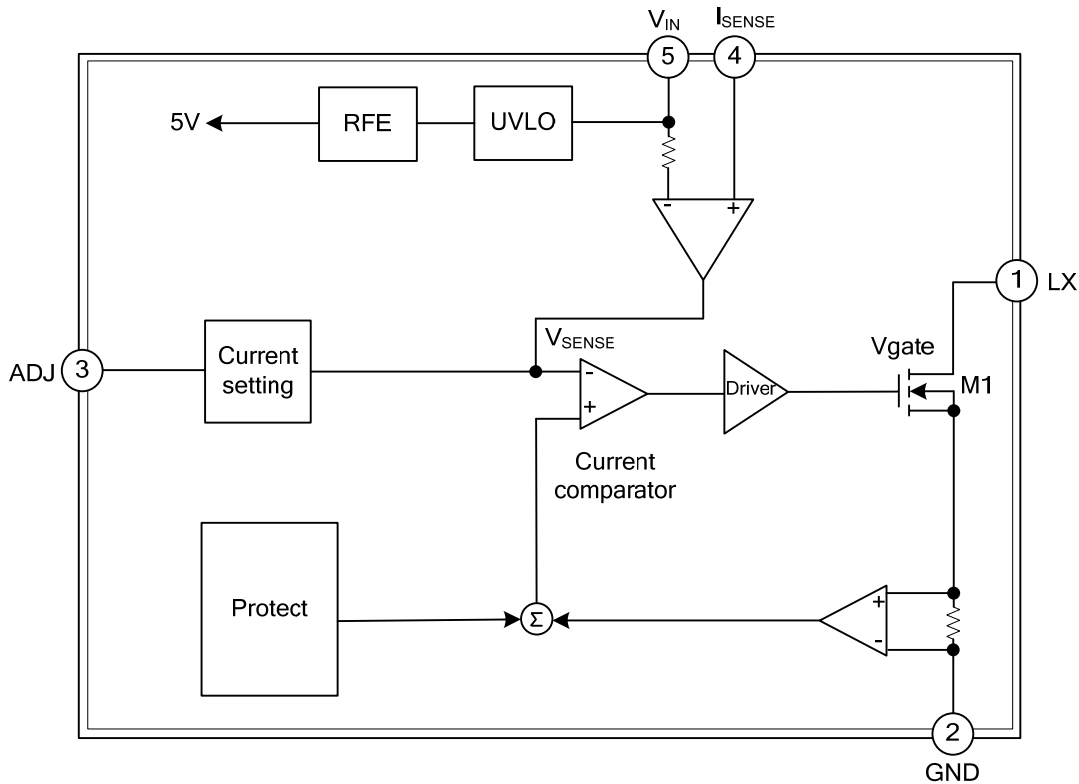 VIN ISENSE
5 4
5V RFE UVLO
- +
1 LX
VSENSE
Vgate
ADJ 3 Current
setting
-
+
Driver
M1
Current
comparator
Protect
Σ
+
-
2
GND